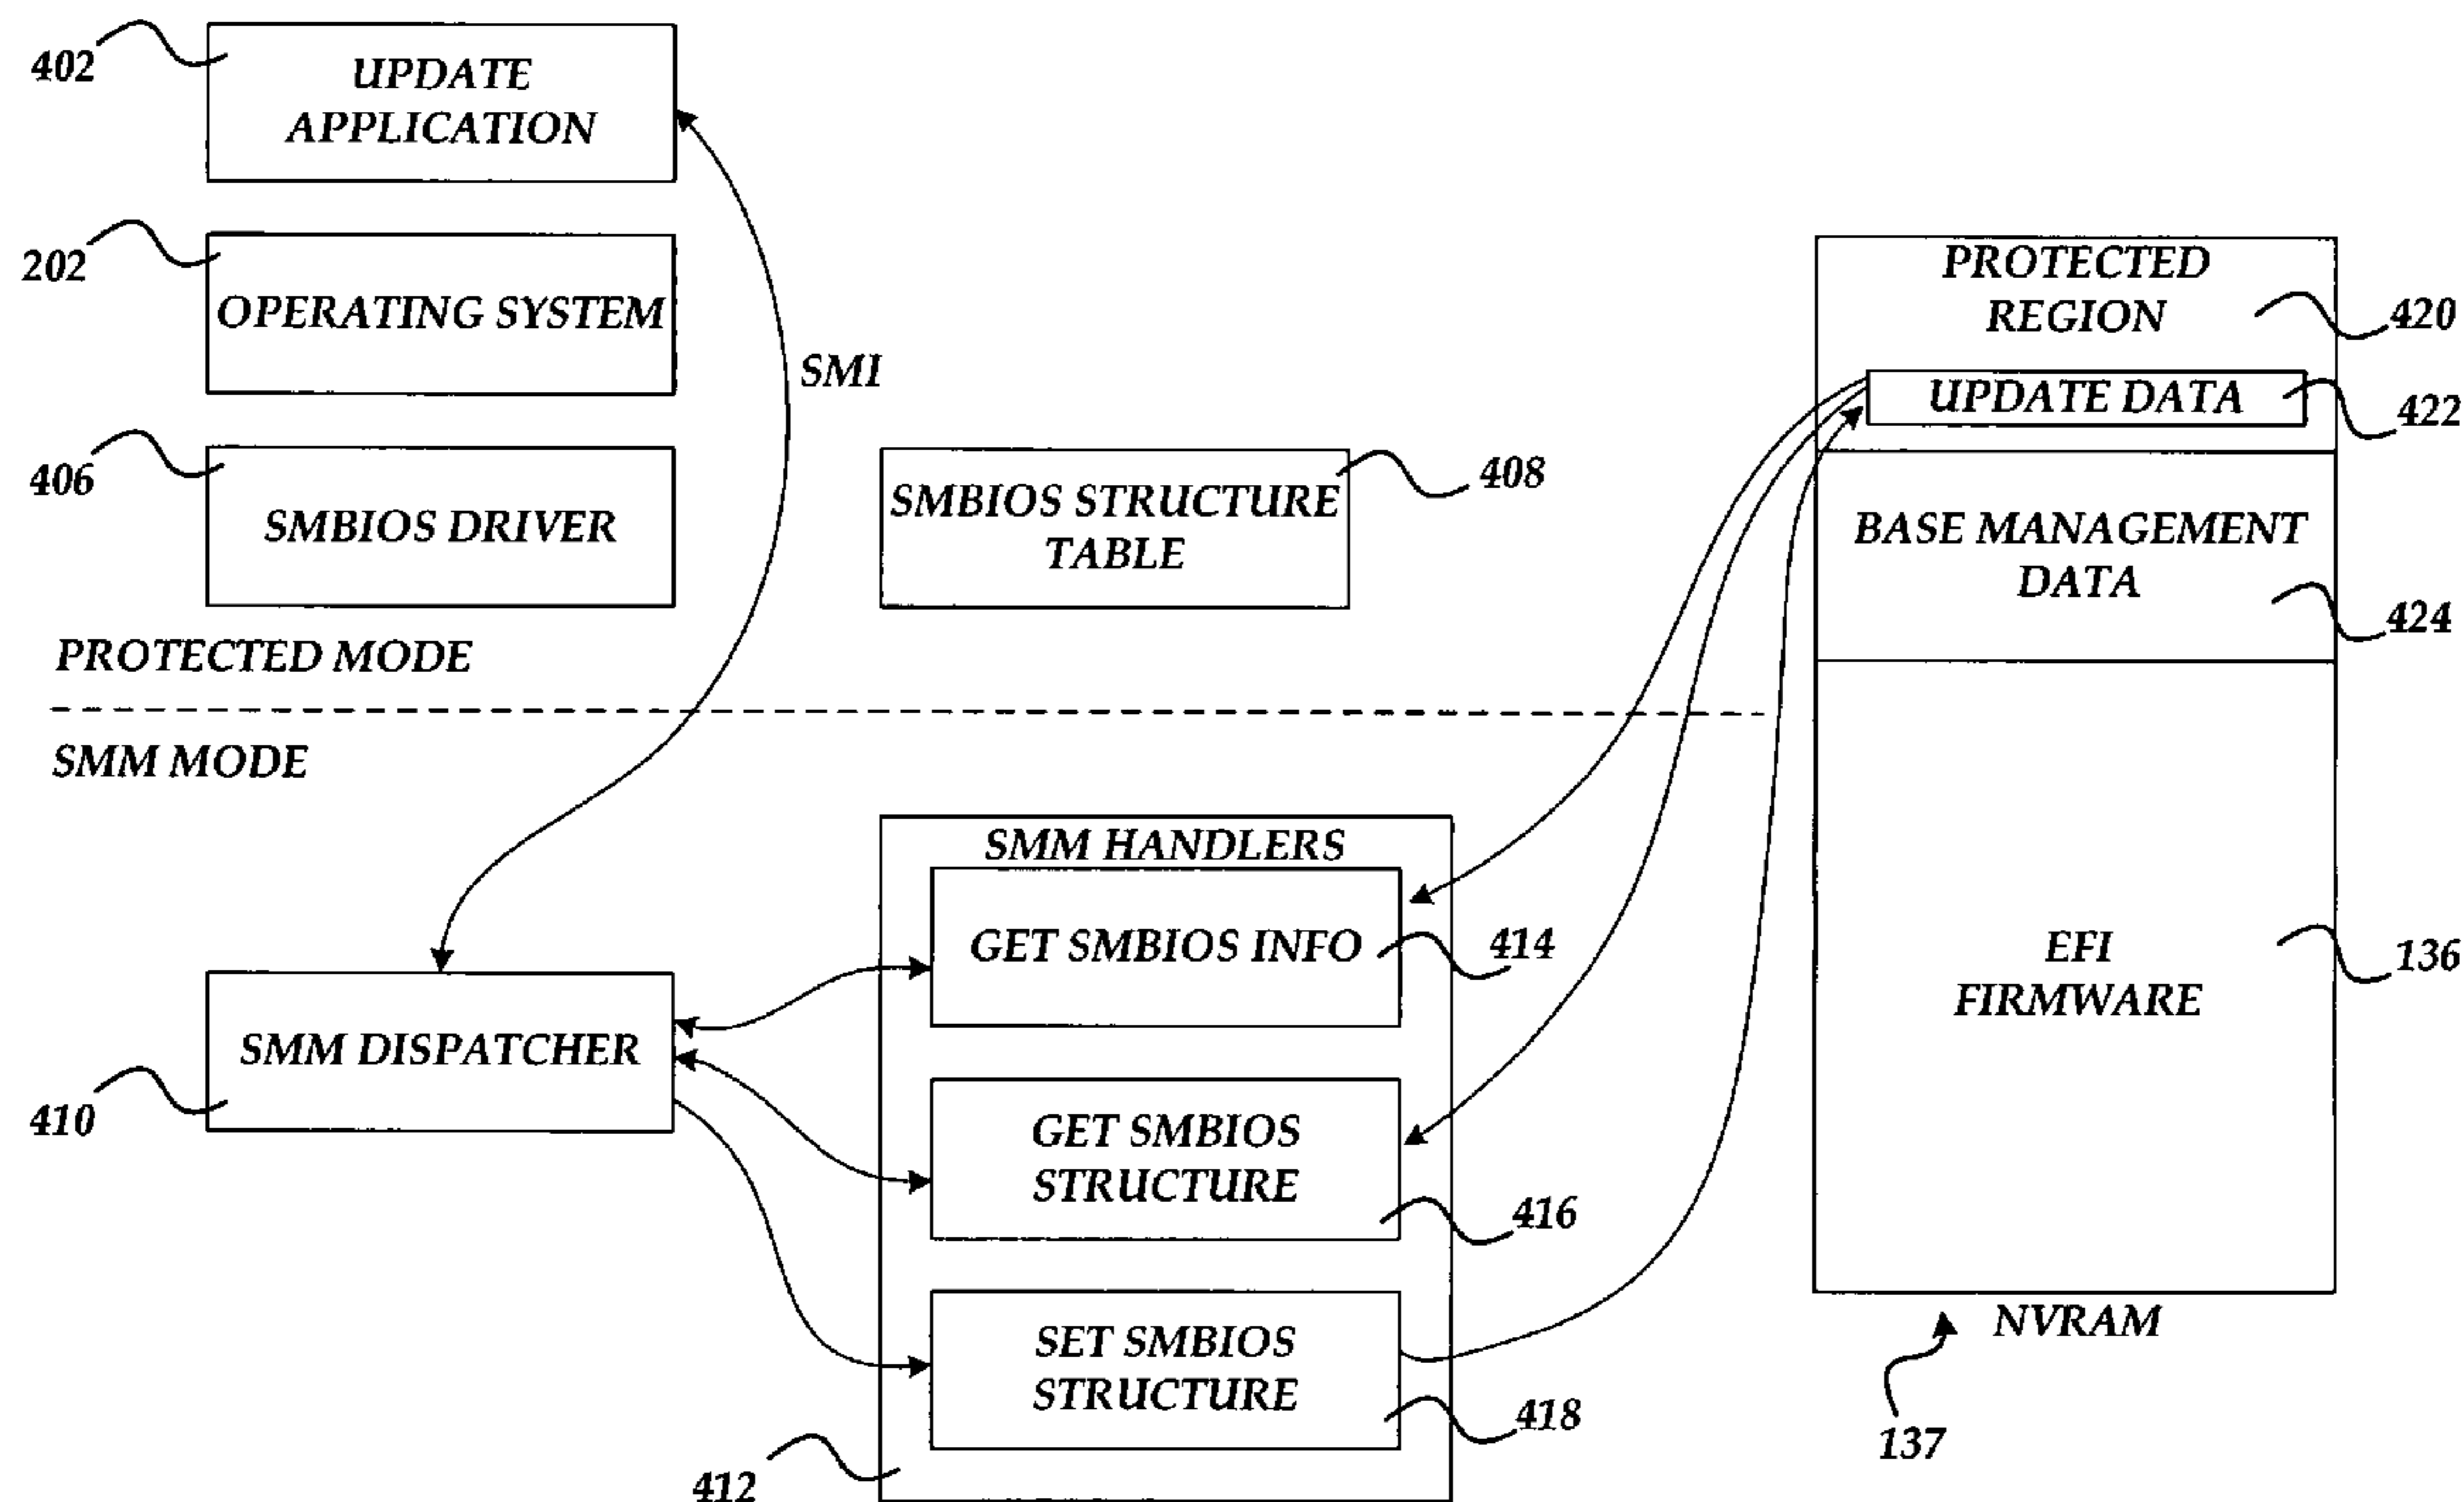 402
UPDATE
APPLICATION
202
OPERATING SYSTEM
SMI
406
SMBIOS DRIVER
SMBIOS STRUCTURE
TABLE
408
PROTECTED MODE
SMM MODE
SMM DISPATCHER
410
SMM HANDLERS
GET SMBIOS INFO
414
GET SMBIOS
STRUCTURE
416
SET SMBIOS
STRUCTURE
418
412
PROTECTED
REGION
420
UPDATE DATA
422
BASE MANAGEMENT
DATA
424
EFI
FIRMWARE
136
NVRAM
137